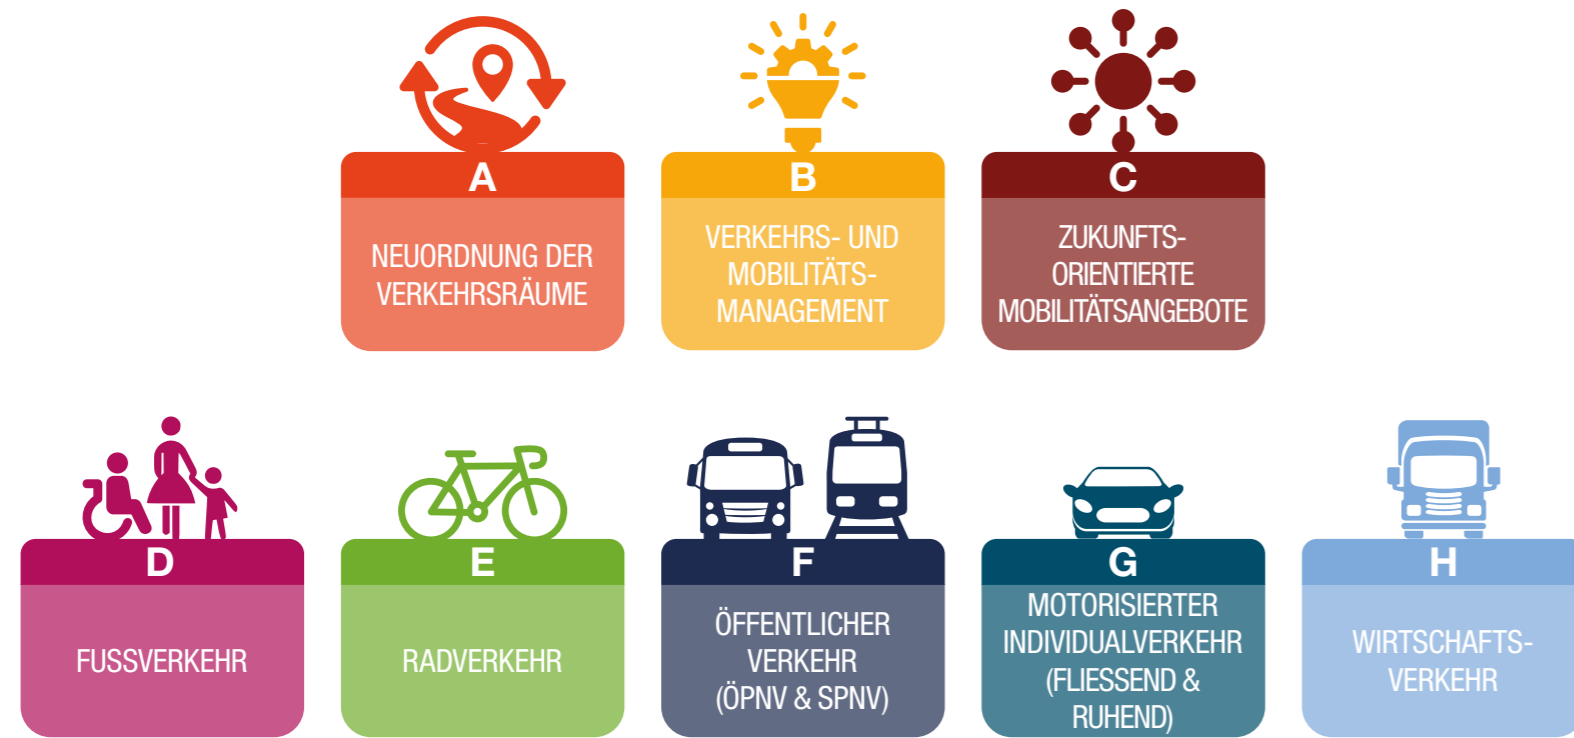 A
NEUORDNUNG DER
VERKEHRSRÄUME
B
VERKEHRS- UND
MOBILITÄTS-
MANAGEMENT
C
ZUKUNFTS-
ORIENTIERTE
MOBILITÄTSANGEBOTE
D
FUSSVERKEHR
E
RADVERKEHR
F
ÖFFENTLICHER
VERKEHR
(ÖPNV & SPNV)
G
MOTORISIERTER
INDIVIDUALVERKEHR
(FLIESSEND &
RUHEND)
H
WIRTSCHAFTS-
VERKEHR